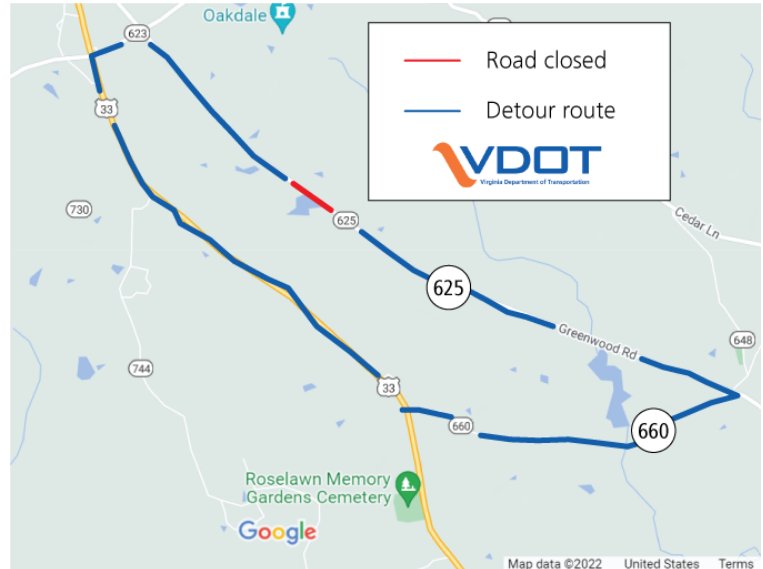 Oakdale
623
33
Road closed
Detour route
VDOT
Virginia Department of Transportation
730
625
Cedar Ln
625
Greenwood Rd
648
744
33
660
660
Roselawn Memory
Gardens Cemetery
Google
Map data ©2022 United States Terms